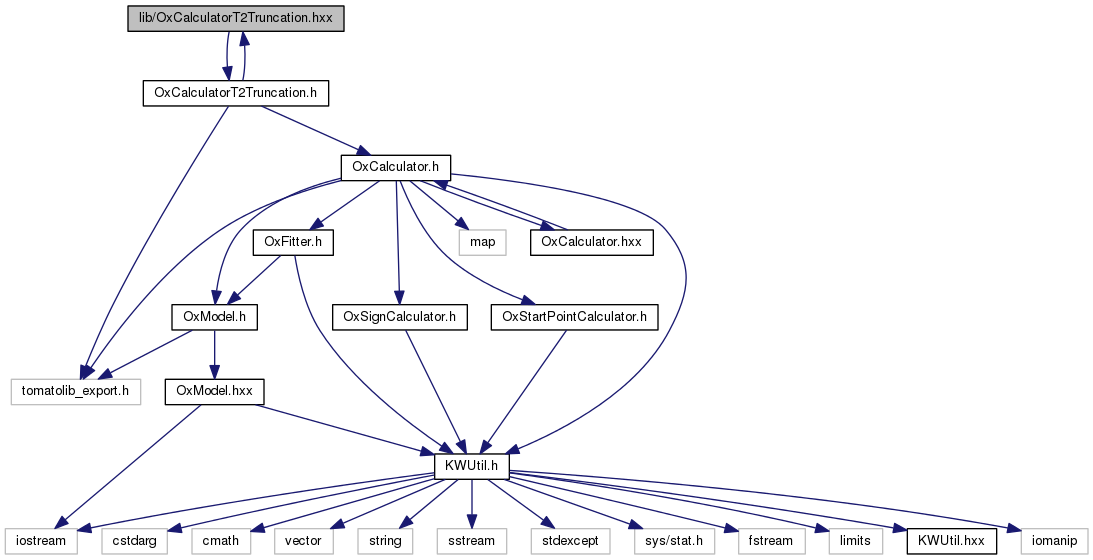 lib/OxCalculatorT2Truncation.hxx
OxCalculatorT2Truncation.h
OxCalculator.h
OxFitter.h
map
OxCalculator.hxx
OxModel.h
OxSignCalculator.h
OxStartPointCalculator.h
tomatolib_export.h
OxModel.hxx
KWUtil.h
iostream
cstdarg
cmath
vector
string
sstream
stdexcept
sys/stat.h
fstream
limits
KWUtil.hxx
iomanip